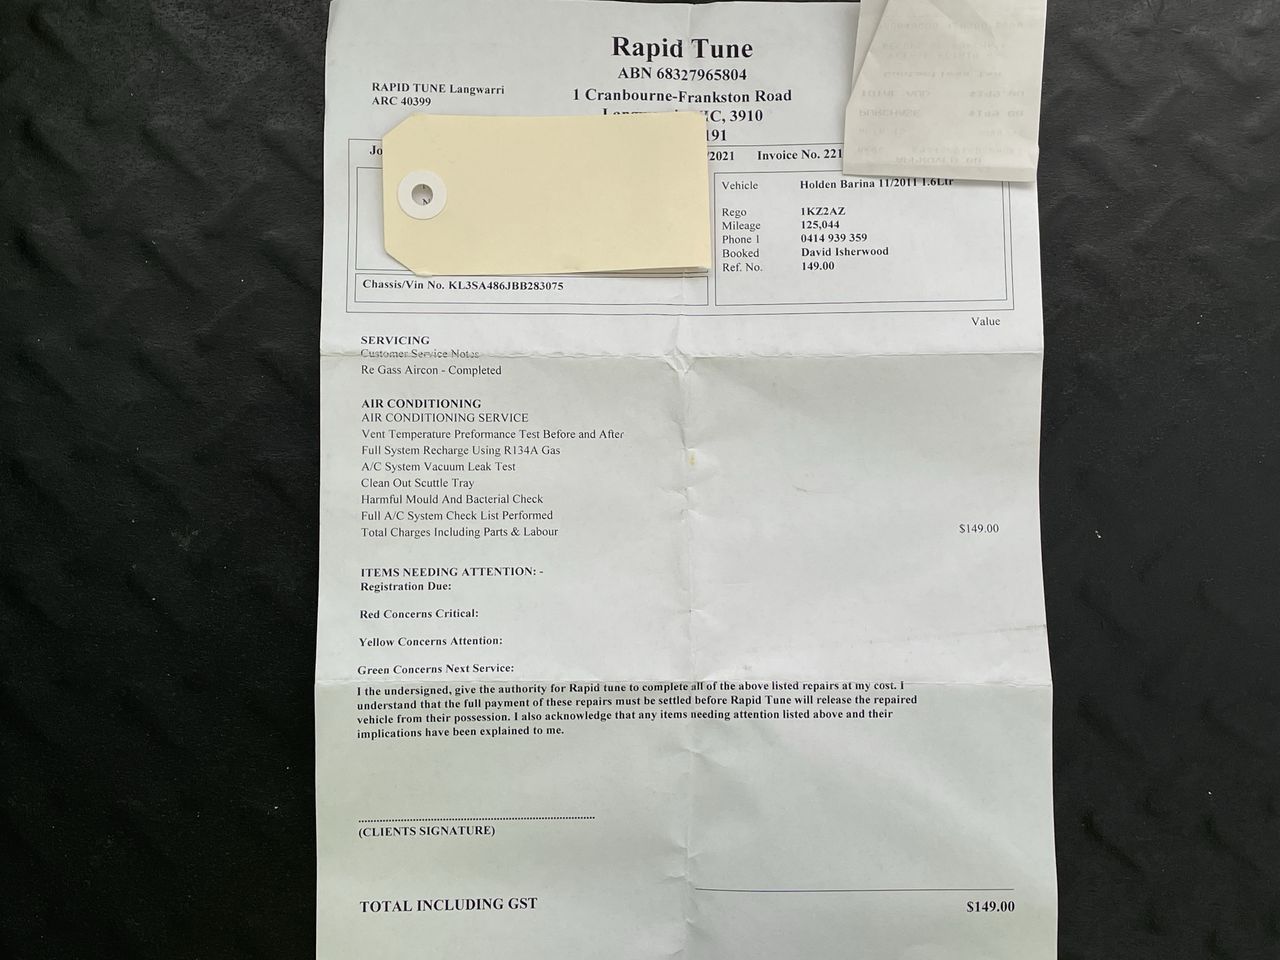 Rapid Tune
ABN 68327965804
RAPID TUNE Langwarri
ARC 40399
1 Cranbourne-Frankston Road
3910
191
Jo
/2021 Invoice No. 221
Vehicle Holden Barina 11/2011 1.6Ltr
Rego 1KZ2AZ
Mileage 125,044
Phone 1 0414 939 359
Booked David Isherwood
Ref. No. 149.00
Chassis/Vin No. KL3SA486JBB283075
Value
SERVICING
Customer Service Notes
Re Gass Aircon - Completed
AIR CONDITIONING
AIR CONDITIONING SERVICE
Vent Temperature Preformance Test Before and After
Full System Recharge Using R134A Gas
A/C System Vacuum Leak Test
Clean Out Scuttle Tray
Harmful Mould And Bacterial Check
Full A/C System Check List Performed
Total Charges Including Parts & Labour $149.00
ITEMS NEEDING ATTENTION: -
Registration Due:
Red Concerns Critical:
Yellow Concerns Attention:
Green Concerns Next Service:
I the undersigned, give the authority for Rapid tune to complete all of the above listed repairs at my cost. I
understand that the full payment of these repairs must be settled before Rapid Tune will release the repaired
vehicle from their possession. I also acknowledge that any items needing attention listed above and their
implications have been explained to me.
(CLIENTS SIGNATURE)
TOTAL INCLUDING GST $149.00